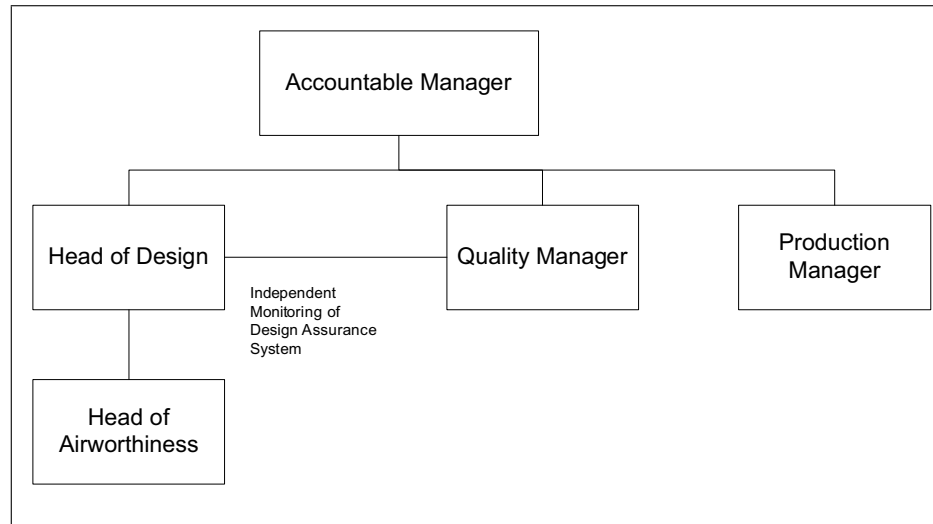 Accountable Manager
Head of Design
Quality Manager
Production
Manager
Independent
Monitoring of
Design Assurance
System
Head of
Airworthiness